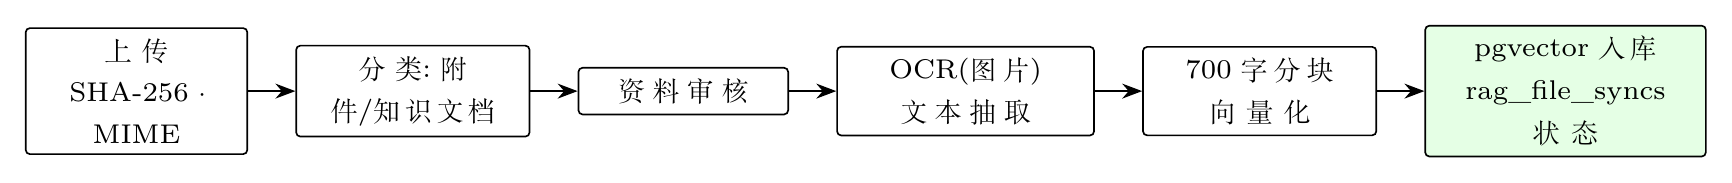 上传
SHA-256 ·
MIME
分类: 附
件/知识文档
资料审核
OCR(图片)
文本抽取
700 字分块
向量化
pgvector 入库
rag_file_syncs
状态